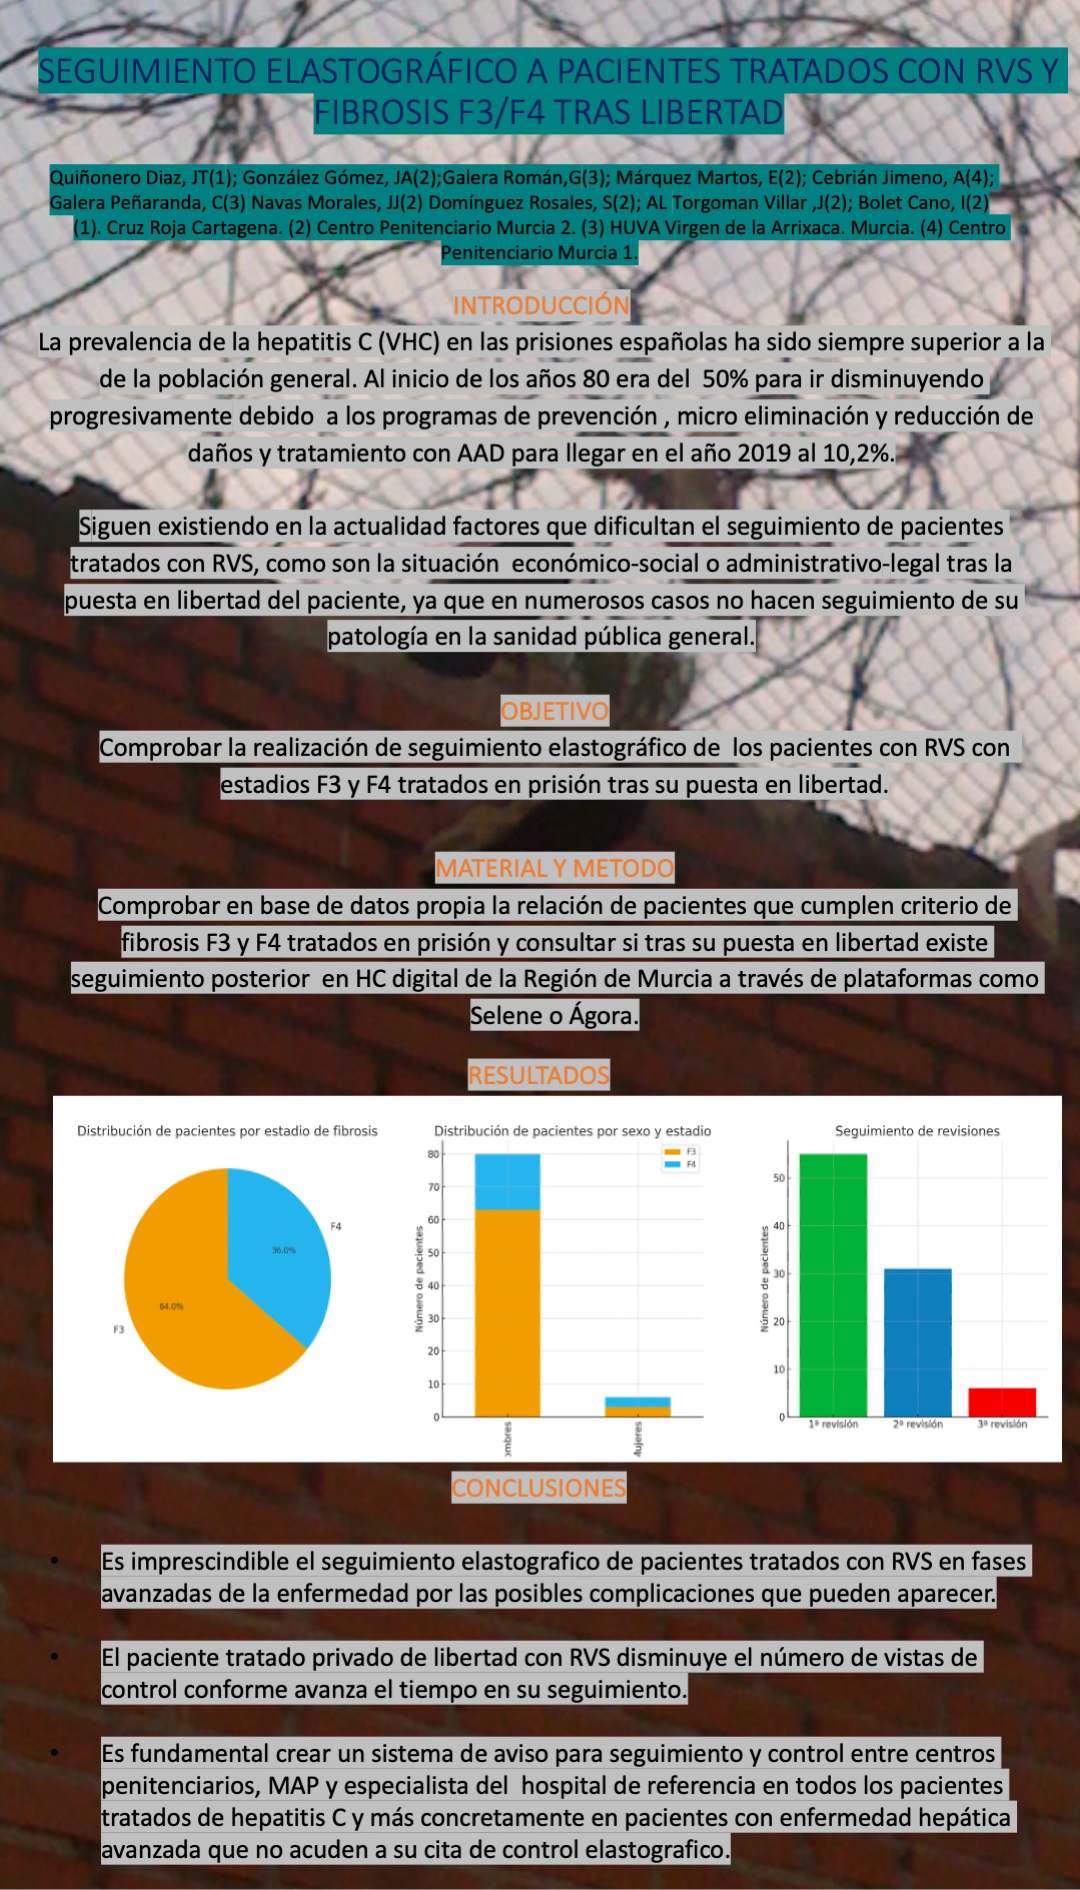 SEGUIMIENTO ELASTOGRÁFICO A PACIENTES TRATADOS CON RVS Y
FIBROSIS F3/F4 TRAS LIBERTAD
Quiñonero Diaz, JT(1); González Gómez, JA(2);Galera Román,G(3); Márquez Martos, E(2); Cebrián Jimeno, A(4);
Galera Peñaranda, C(3) Navas Morales, JJ(2) Domínguez Rosales, S(2); AL Torgoman Villar ,J(2); Bolet Cano, I(2)
(1). Cruz Roja Cartagena. (2) Centro Penitenciario Murcia 2. (3) HUVA Virgen de la Arrixaca. Murcia. (4) Centro
Penitenciario Murcia 1.
INTRODUCCIÓN
La prevalencia de la hepatitis C (VHC) en las prisiones españolas ha sido siempre superior a la
de la población general. Al inicio de los años 80 era del 50% para ir disminuyendo
progresivamente debido a los programas de prevención , micro eliminación y reducción de
daños y tratamiento con AAD para llegar en el año 2019 al 10,2%.
Siguen existiendo en la actualidad factores que dificultan el seguimiento de pacientes
tratados con RVS, como son la situación económico-social o administrativo-legal tras la
puesta en libertad del paciente, ya que en numerosos casos no hacen seguimiento de su
patología en la sanidad pública general.
OBJETIVO
Comprobar la realización de seguimiento elastográfico de los pacientes con RVS con
estadios F3 y F4 tratados en prisión tras su puesta en libertad.
MATERIAL Y METODO
Comprobar en base de datos propia la relación de pacientes que cumplen criterio de
fibrosis F3 y F4 tratados en prisión y consultar si tras su puesta en libertad existe
seguimiento posterior en HC digital de la Región de Murcia a través de plataformas como
Selene o Ágora.
RESULTADOS
Distribución de pacientes por estadio de fibrosis
F4
36.0%
64.0%
F3
Distribución de pacientes por sexo y estadio
F3
F4
Número de pacientes
80
70
60
50
40
30
20
10
0
ombres
Mujeres
Seguimiento de revisiones
Número de pacientes
50
40
30
20
10
0
1ª revisión
2ª revisión
3ª revisión
CONCLUSIONES
• Es imprescindible el seguimiento elastografico de pacientes tratados con RVS en fases
avanzadas de la enfermedad por las posibles complicaciones que pueden aparecer.
• El paciente tratado privado de libertad con RVS disminuye el número de vistas de
control conforme avanza el tiempo en su seguimiento.
• Es fundamental crear un sistema de aviso para seguimiento y control entre centros
penitenciarios, MAP y especialista del hospital de referencia en todos los pacientes
tratados de hepatitis C y más concretamente en pacientes con enfermedad hepática
avanzada que no acuden a su cita de control elastografico.